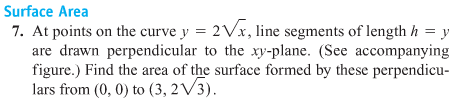 Surface Area
7. At points on the curve y = 2√x, line segments of length h = y
are drawn perpendicular to the xy-plane. (See accompanying
figure.) Find the area of the surface formed by these perpendicu-
lars from (0, 0) to (3, 2√3).